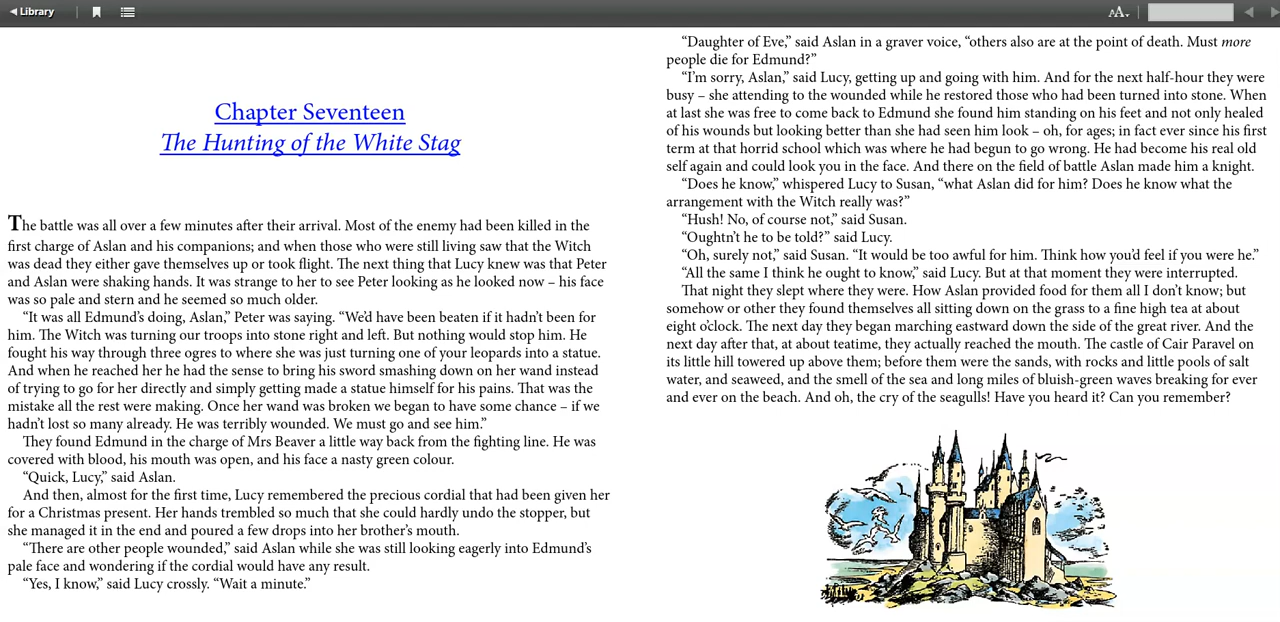 Library
AA
Chapter Seventeen
The Hunting of the White Stag
The battle was all over a few minutes after their arrival. Most of the enemy had been killed in the
first charge of Aslan and his companions; and when those who were still living saw that the Witch
was dead they either gave themselves up or took flight. The next thing that Lucy knew was that Peter
and Aslan were shaking hands. It was strange to her to see Peter looking as he looked now – his face
was so pale and stern and he seemed so much older.
“It was all Edmund’s doing, Aslan,” Peter was saying. “We’d have been beaten if it hadn’t been for
him. The Witch was turning our troops into stone right and left. But nothing would stop him. He
fought his way through three ogres to where she was just turning one of your leopards into a statue.
And when he reached her he had the sense to bring his sword smashing down on her wand instead
of trying to go for her directly and simply getting made a statue himself for his pains. That was the
mistake all the rest were making. Once her wand was broken we began to have some chance – if we
hadn’t lost so many already. He was terribly wounded. We must go and see him.”
They found Edmund in the charge of Mrs Beaver a little way back from the fighting line. He was
covered with blood, his mouth was open, and his face a nasty green colour.
“Quick, Lucy,” said Aslan.
And then, almost for the first time, Lucy remembered the precious cordial that had been given her
for a Christmas present. Her hands trembled so much that she could hardly undo the stopper, but
she managed it in the end and poured a few drops into her brother’s mouth.
“There are other people wounded,” said Aslan while she was still looking eagerly into Edmund’s
pale face and wondering if the cordial would have any result.
“Yes, I know,” said Lucy crossly. “Wait a minute.”
“Daughter of Eve,” said Aslan in a graver voice, “others also are at the point of death. Must more
people die for Edmund?”
“I’m sorry, Aslan,” said Lucy, getting up and going with him. And for the next half-hour they were
busy – she attending to the wounded while he restored those who had been turned into stone. When
at last she was free to come back to Edmund she found him standing on his feet and not only healed
of his wounds but looking better than she had seen him look – oh, for ages; in fact ever since his first
term at that horrid school which was where he had begun to go wrong. He had become his real old
self again and could look you in the face. And there on the field of battle Aslan made him a knight.
“Does he know,” whispered Lucy to Susan, “what Aslan did for him? Does he know what the
arrangement with the Witch really was?”
“Hush! No, of course not,” said Susan.
“Oughtn’t he to be told?” said Lucy.
“Oh, surely not,” said Susan. “It would be too awful for him. Think how you’d feel if you were he.”
“All the same I think he ought to know,” said Lucy. But at that moment they were interrupted.
That night they slept where they were. How Aslan provided food for them all I don’t know; but
somehow or other they found themselves all sitting down on the grass to a fine high tea at about
eight o’clock. The next day they began marching eastward down the side of the great river. And the
next day after that, at about teatime, they actually reached the mouth. The castle of Cair Paravel on
its little hill towered up above them; before them were the sands, with rocks and little pools of salt
water, and seaweed, and the smell of the sea and long miles of bluish-green waves breaking for ever
and ever on the beach. And oh, the cry of the seagulls! Have you heard it? Can you remember?